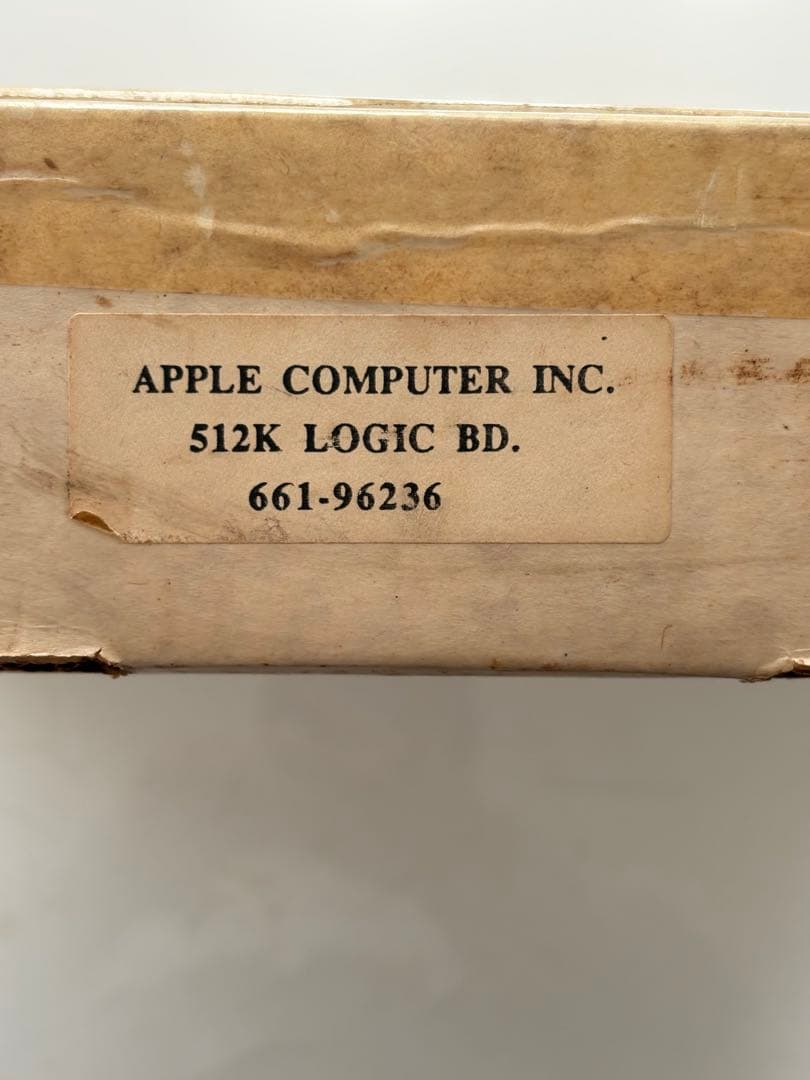 APPLE COMPUTER INC.
512K LOGIC BD.
661-96236